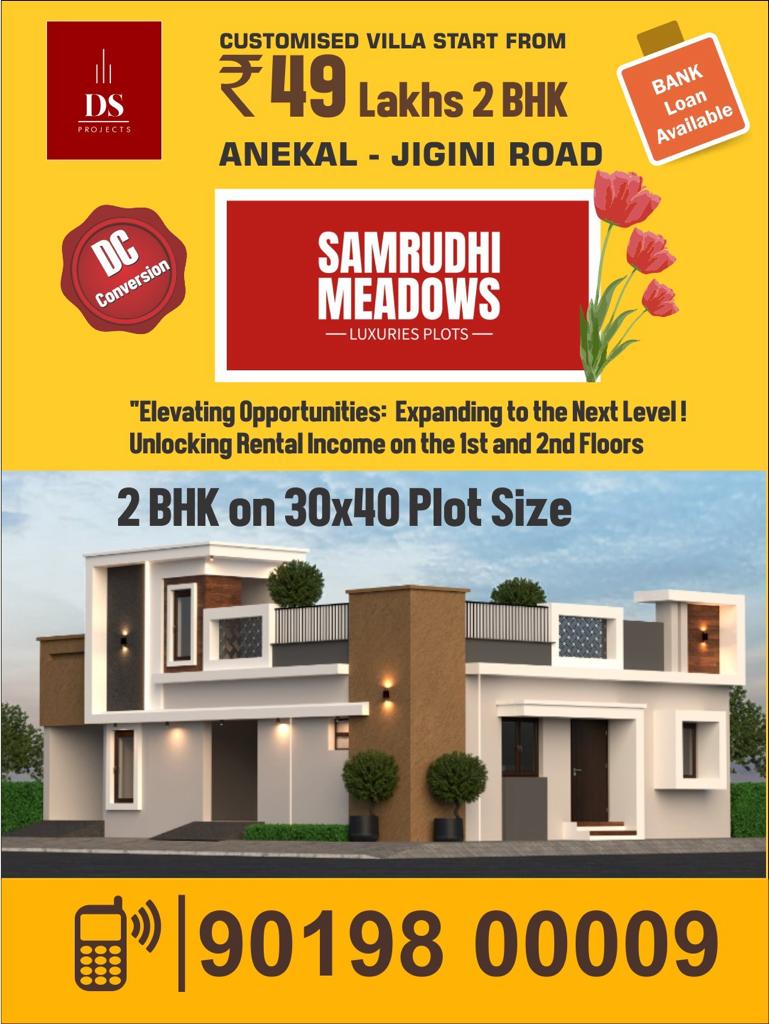 DS
PROJECTS
CUSTOMISED VILLA START FROM
₹49 Lakhs 2 BHK
ANEKAL - JIGINI ROAD
BANK
Loan
Available
DC
Conversion
SAMRUDHI
MEADOWS
LUXURIES PLOTS
"Elevating Opportunities: Expanding to the Next Level !
Unlocking Rental Income on the 1st and 2nd Floors
2 BHK on 30x40 Plot Size
90198 00009